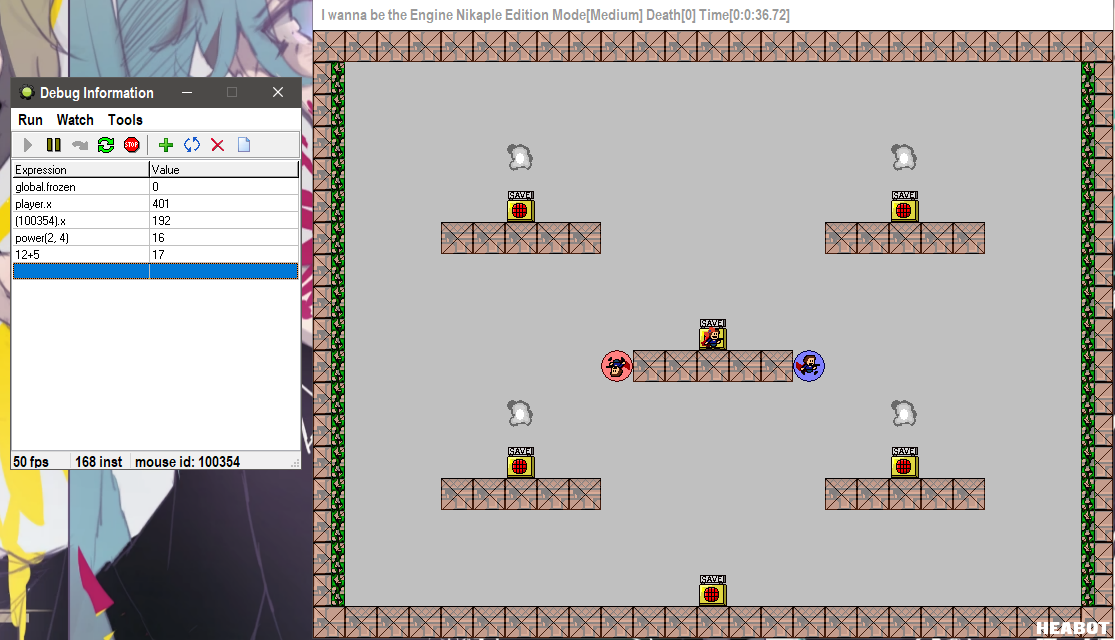 I wanna be the Engine Nikaple Edition Mode[Medium] Death[0] Time[0:0:36.72]
Debug Information
Run Watch Tools
STOP
Expression Value
global.frozen 0
player.x 401
(100354).x 192
power(2, 4) 16
12+5 17
50 fps 168 inst mouse id: 100354
SAVE!
SAVE!
SAVE!
SAVE!
SAVE!
SAVE!
HEABOT